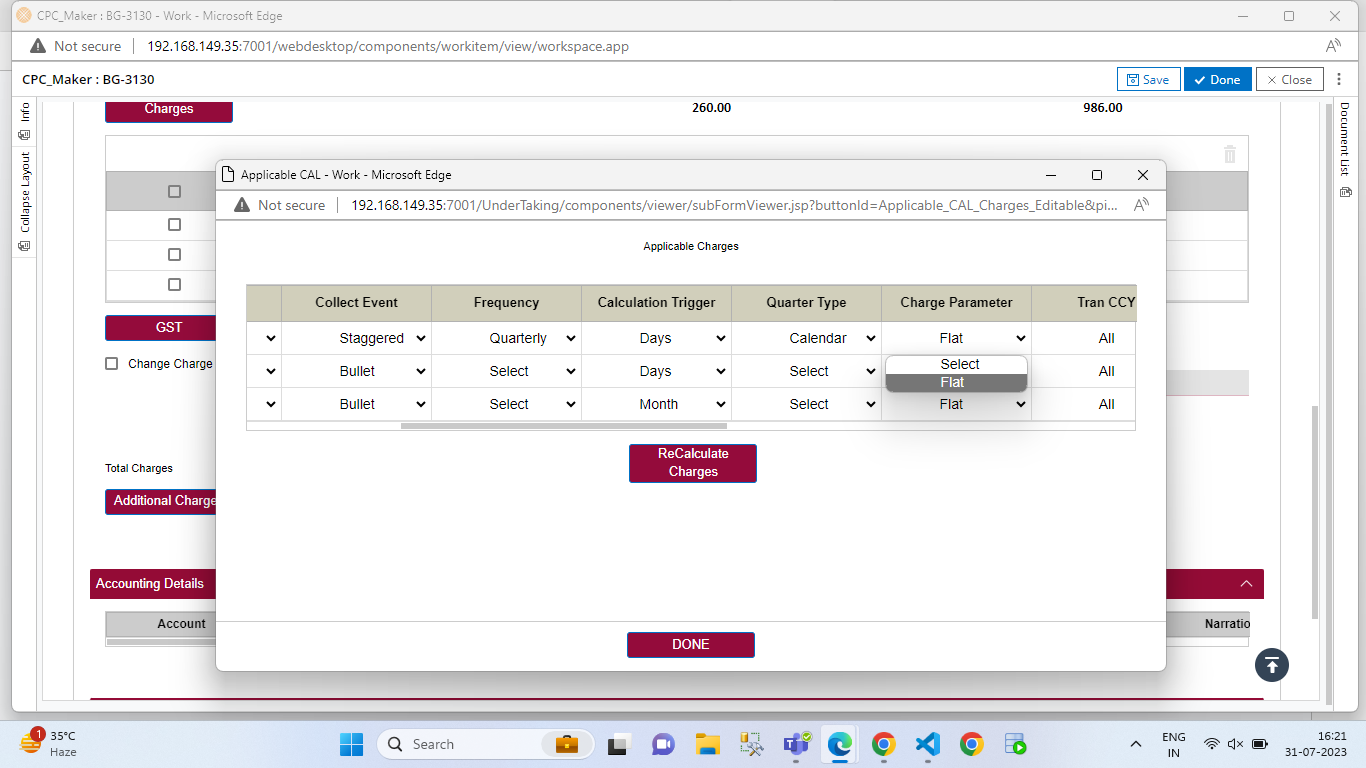 CPC_Maker : BG-3130 - Work - Microsoft Edge
Not secure 192.168.149.35:7001/webdesktop/components/workitem/view/workspace.app
CPC_Maker : BG-3130 Save Done Close
Info
Collapse Layout
Document List
Charges 260.00 986.00
Applicable CAL - Work - Microsoft Edge
Not secure 192.168.149.35:7001/UnderTaking/components/viewer/subFormViewer.jsp?buttonId=Applicable_CAL_Charges_Editable&pi...
Applicable Charges
Collect Event Frequency Calculation Trigger Quarter Type Charge Parameter Tran CCY
Staggered Quarterly Days Calendar Flat All
Bullet Select Days Select All
Select
Flat
Bullet Select Month Select Flat All
ReCalculate
Charges
DONE
GST
Change Charge
Total Charges
Additional Charge
Accounting Details
Account Narratio
1
35°C
Haze
Search
ENG
IN
16:21
31-07-2023